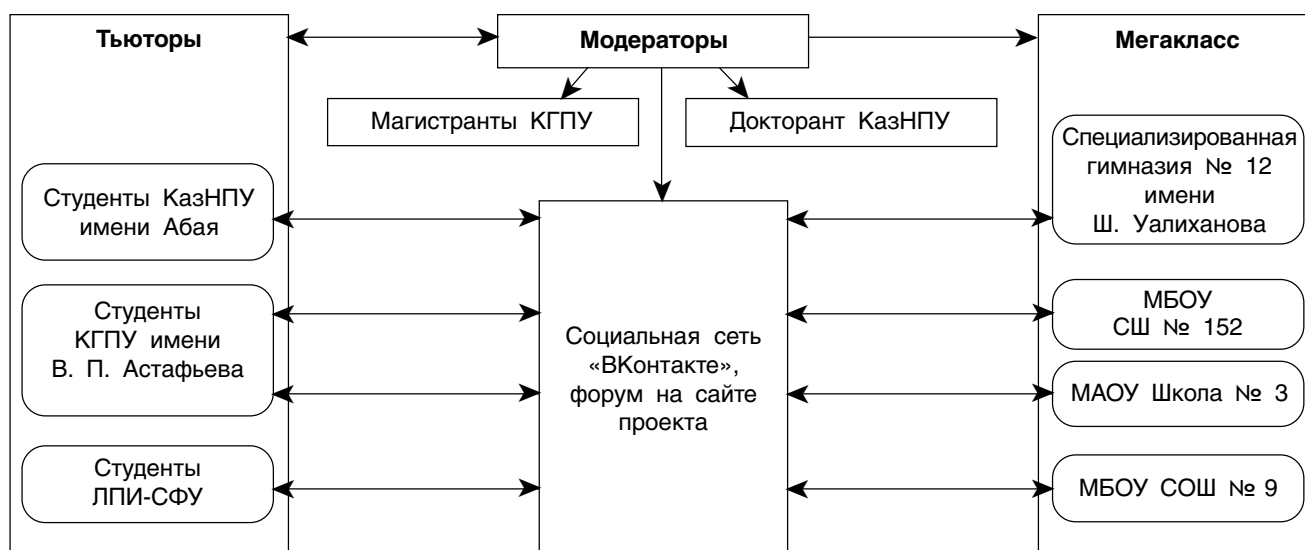 Тьюторы
Модераторы
Мегакласс
Магистранты КГПУ
Докторант КазНПУ
Студенты КазНПУ
имени Абая
Студенты
КГПУ имени
В. П. Астафьева
Студенты
ЛПИ-СФУ
Социальная сеть
«ВКонтакте»,
форум на сайте
проекта
Специализированная
гимназия № 12
имени
Ш. Уалиханова
МБОУ
СШ № 152
МАОУ Школа № 3
МБОУ СОШ № 9